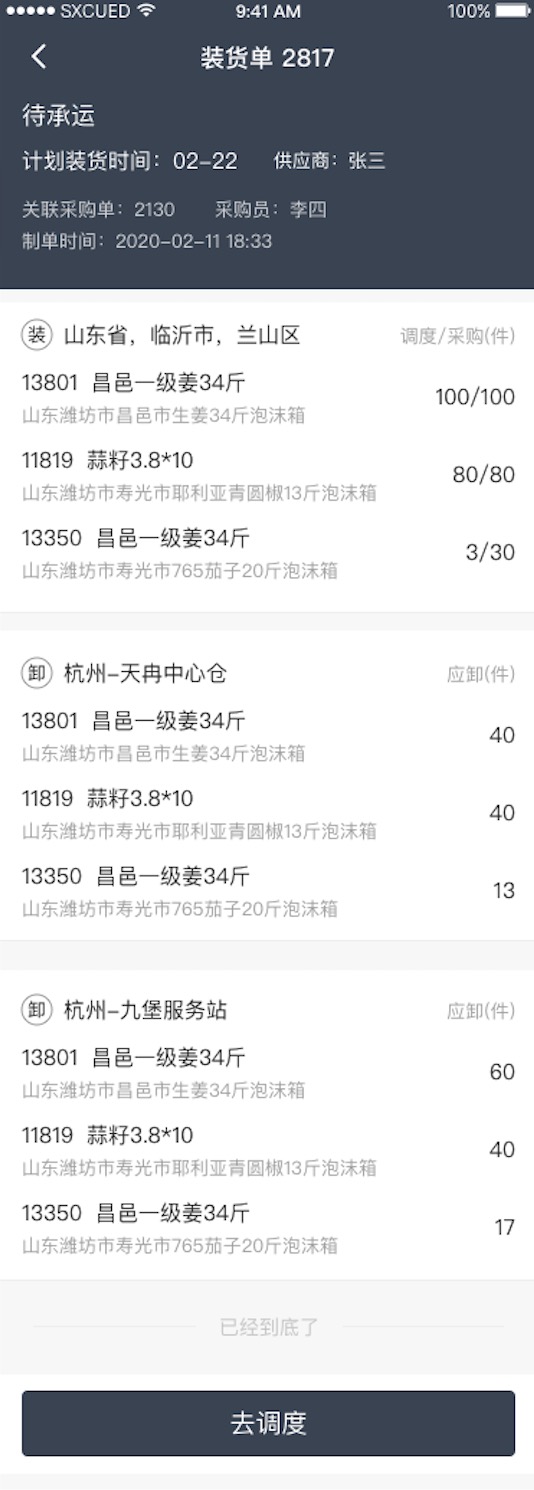 SXCUED 9:41 AM 100%
装货单 2817
待承运
计划装货时间：02-22 供应商：张三
关联采购单：2130 采购员：李四
制单时间：2020-02-11 18:33
装 山东省，临沂市，兰山区 调度/采购(件)
13801 昌邑一级姜34斤
100/100
山东潍坊市昌邑市生姜34斤泡沫箱
11819 蒜籽3.8*10
80/80
山东潍坊市寿光市耶利亚青圆椒13斤泡沫箱
13350 昌邑一级姜34斤
3/30
山东潍坊市寿光市765茄子20斤泡沫箱
卸 杭州-天冉中心仓 应卸(件)
13801 昌邑一级姜34斤
40
山东潍坊市昌邑市生姜34斤泡沫箱
11819 蒜籽3.8*10
40
山东潍坊市寿光市耶利亚青圆椒13斤泡沫箱
13350 昌邑一级姜34斤
13
山东潍坊市寿光市765茄子20斤泡沫箱
卸 杭州-九堡服务站 应卸(件)
13801 昌邑一级姜34斤
60
山东潍坊市昌邑市生姜34斤泡沫箱
11819 蒜籽3.8*10
40
山东潍坊市寿光市耶利亚青圆椒13斤泡沫箱
13350 昌邑一级姜34斤
17
山东潍坊市寿光市765茄子20斤泡沫箱
已经到底了
去调度